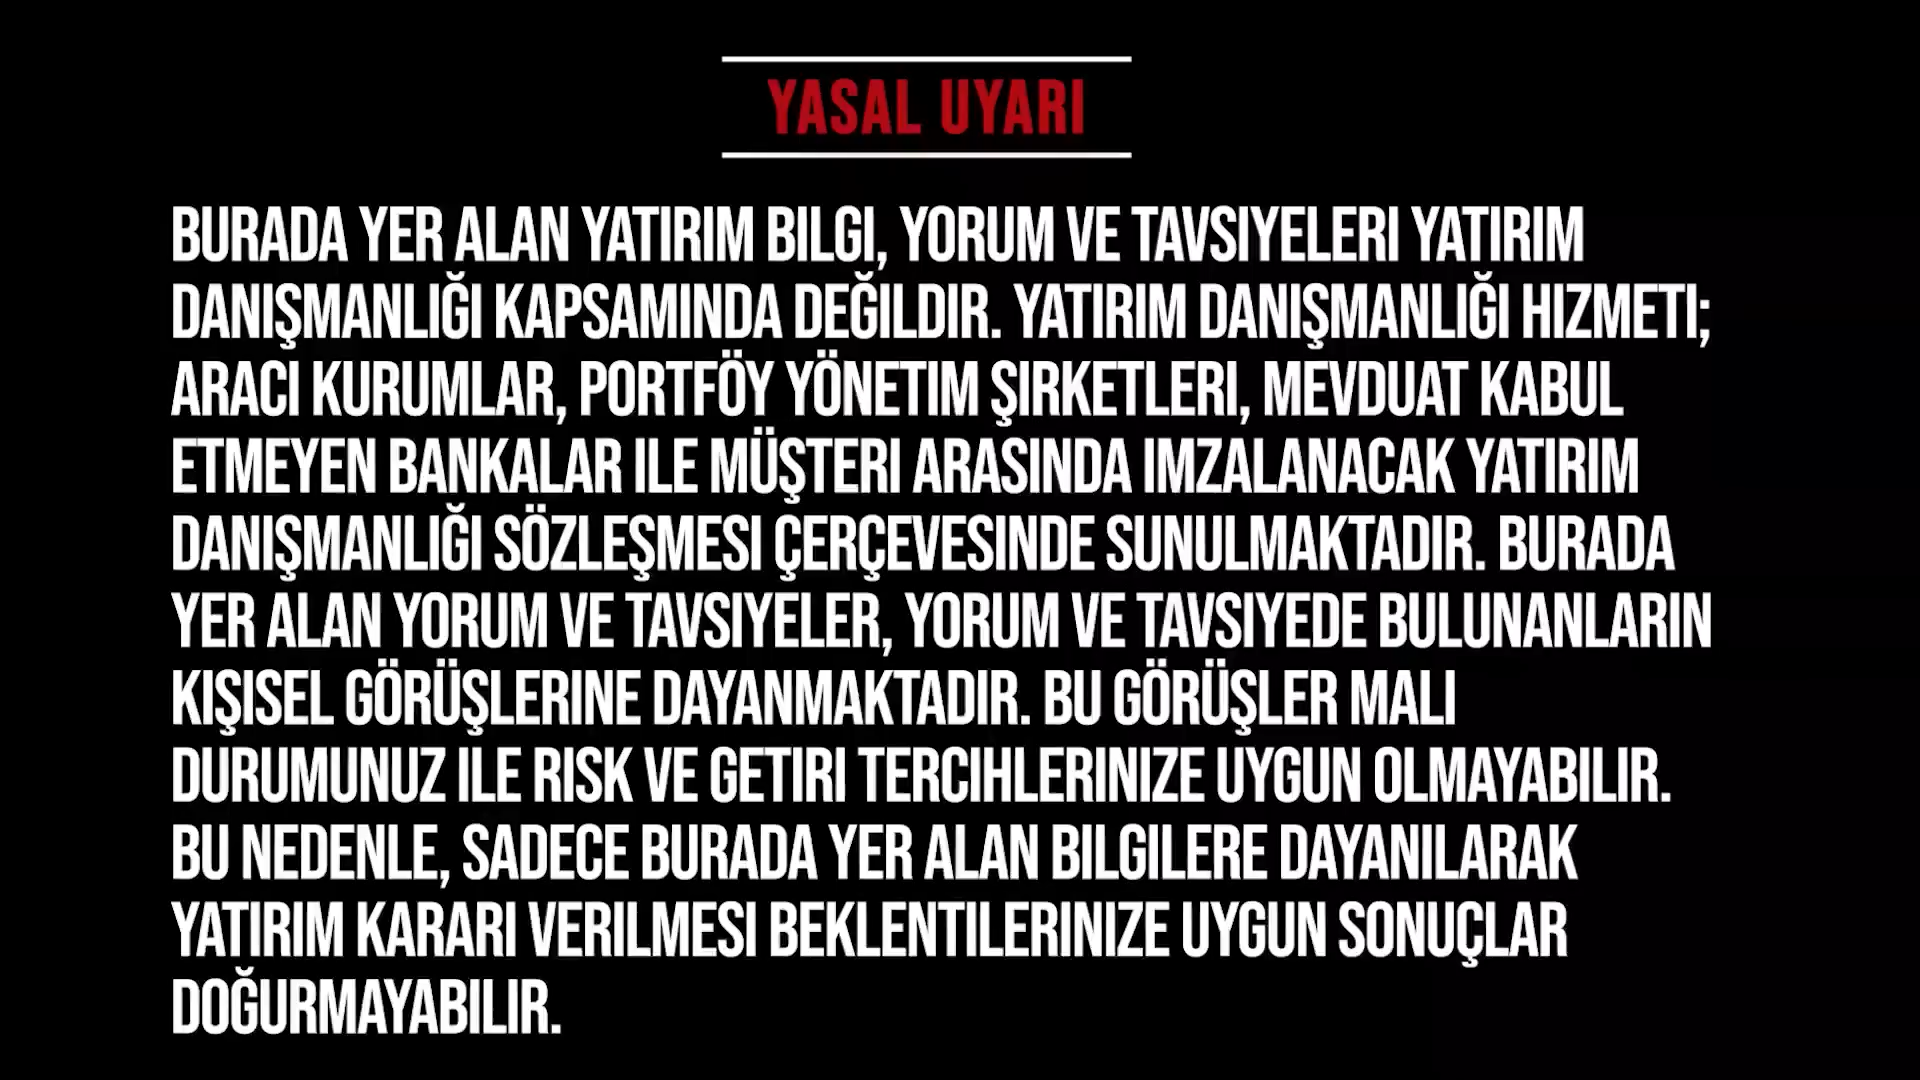 YASAL UYARI
BURADA YER ALAN YATIRIM BILGI, YORUM VE TAVSIYELERI YATIRIM
DANIŞMANLIĞI KAPSAMINDA DEĞILDIR. YATIRIM DANIŞMANLIĞI HIZMETI;
ARACI KURUMLAR, PORTFÖY YÖNETIM ŞIRKETLERI, MEVDUAT KABUL
ETMEYEN BANKALAR ILE MÜŞTERI ARASINDA IMZALANACAK YATIRIM
DANIŞMANLIĞI SÖZLEŞMESI ÇERÇEVESINDE SUNULMAKTADIR. BURADA
YER ALAN YORUM VE TAVSIYELER, YORUM VE TAVSIYEDE BULUNANLARIN
KIŞISEL GÖRÜŞLERINE DAYANMAKTADIR. BU GÖRÜŞLER MALI
DURUMUNUZ ILE RISK VE GETIRI TERCIHLERINIZE UYGUN OLMAYABILIR.
BU NEDENLE, SADECE BURADA YER ALAN BILGILERE DAYANILARAK
YATIRIM KARARI VERILMESI BEKLENTILERINIZE UYGUN SONUÇLAR
DOĞURMAYABILIR.